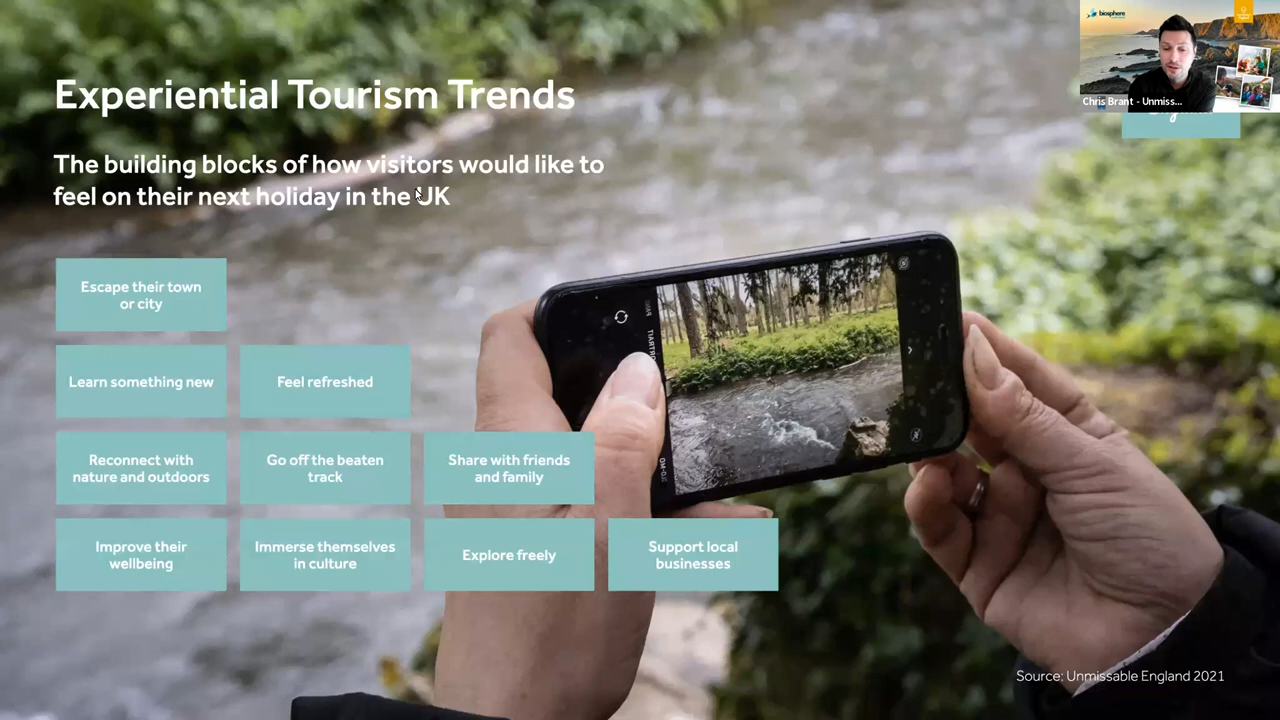 biosphere
Chris Brant - Unmiss...
Experiential Tourism Trends
The building blocks of how visitors would like to
feel on their next holiday in the UK
Escape their town
or city
Learn something new
Feel refreshed
Reconnect with
nature and outdoors
Go off the beaten
track
Share with friends
and family
Improve their
wellbeing
Immerse themselves
in culture
Explore freely
Support local
businesses
Source: Unmissable England 2021